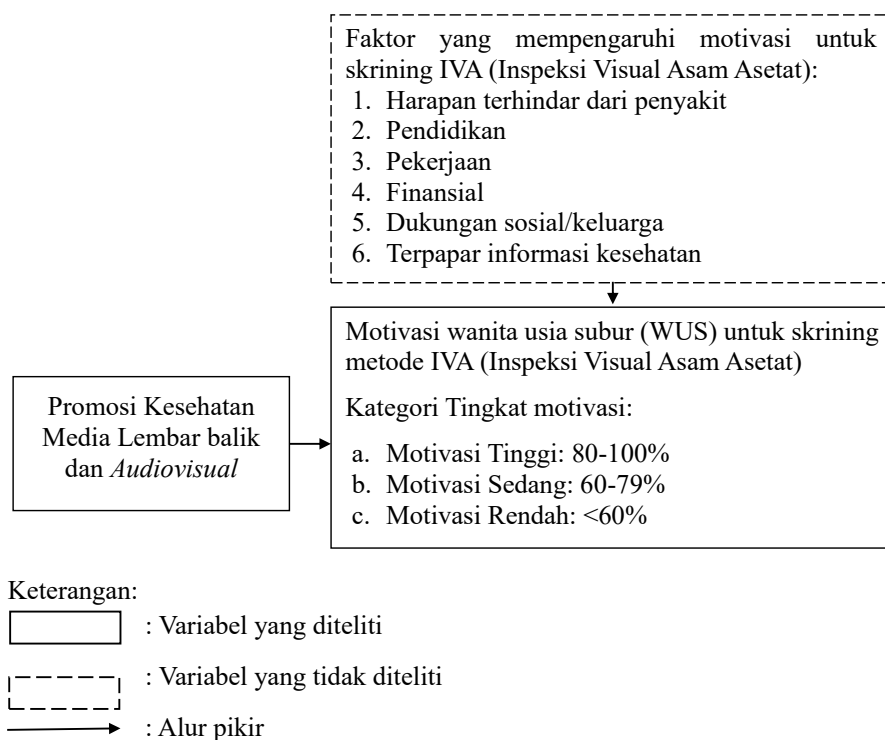 Faktor yang mempengaruhi motivasi untuk
skrining IVA (Inspeksi Visual Asam Asetat):
1. Harapan terhindar dari penyakit
2. Pendidikan
3. Pekerjaan
4. Finansial
5. Dukungan sosial/keluarga
6. Terpapar informasi kesehatan
Promosi Kesehatan
Media Lembar balik
dan Audiovisual
Motivasi wanita usia subur (WUS) untuk skrining
metode IVA (Inspeksi Visual Asam Asetat)
Kategori Tingkat motivasi:
a. Motivasi Tinggi: 80-100%
b. Motivasi Sedang: 60-79%
c. Motivasi Rendah: <60%
Keterangan:
: Variabel yang diteliti
: Variabel yang tidak diteliti
: Alur pikir